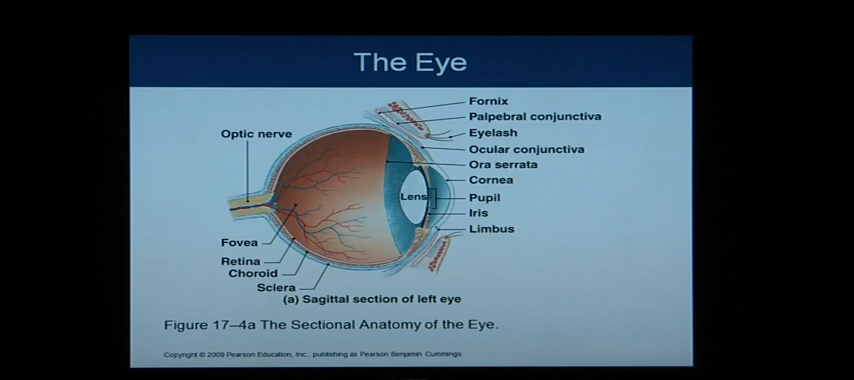 The Eye
Fornix
Palpebral conjunctiva
Eyelash
Ocular conjunctiva
Ora serrata
Cornea
Pupil
Iris
Limbus
Optic nerve
Lens
Fovea
Retina
Choroid
Sclera
(a) Sagittal section of left eye
Figure 17–4a The Sectional Anatomy of the Eye.
Copyright © 2009 Pearson Education, Inc., publishing as Pearson Benjamin Cummings